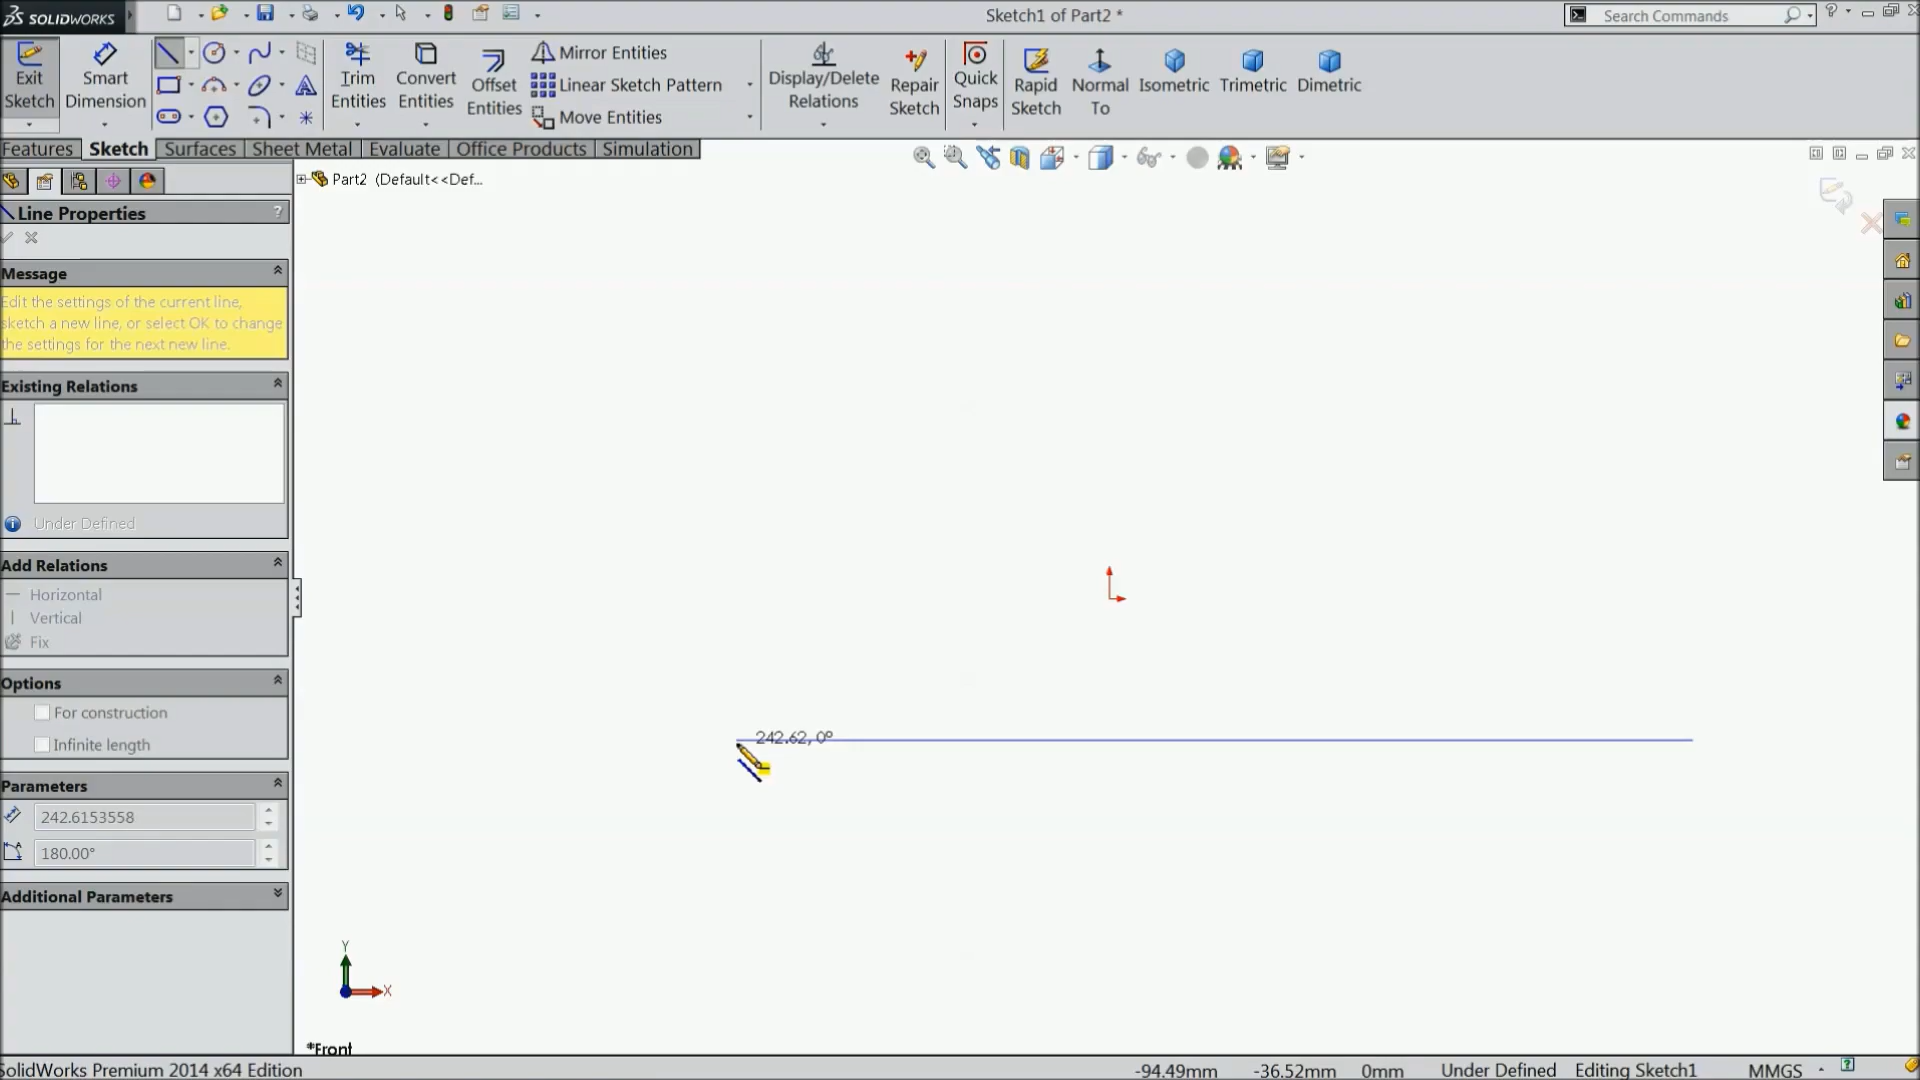 SOLIDWORKS
Sketch1 of Part2 *
Search Commands
?
Exit Sketch
Smart Dimension
Trim Entities
Convert Entities
Offset Entities
Mirror Entities
Linear Sketch Pattern
Move Entities
Display/Delete Relations
Repair Sketch
Quick Snaps
Rapid Sketch
Normal To
Isometric
Trimetric
Dimetric
Features
Sketch
Surfaces
Sheet Metal
Evaluate
Office Products
Simulation
Part2 (Default<<Def...
Line Properties
?
Message
Edit the settings of the current line,
sketch a new line, or select OK to change
the settings for the next new line.
Existing Relations
Under Defined
Add Relations
Horizontal
Vertical
Fix
Options
For construction
Infinite length
Parameters
242.6153558
180.00°
Additional Parameters
242.62, 0°
Y
X
*Front
SolidWorks Premium 2014 x64 Edition
-94.49mm
-36.52mm
0mm
Under Defined
Editing Sketch1
MMGS